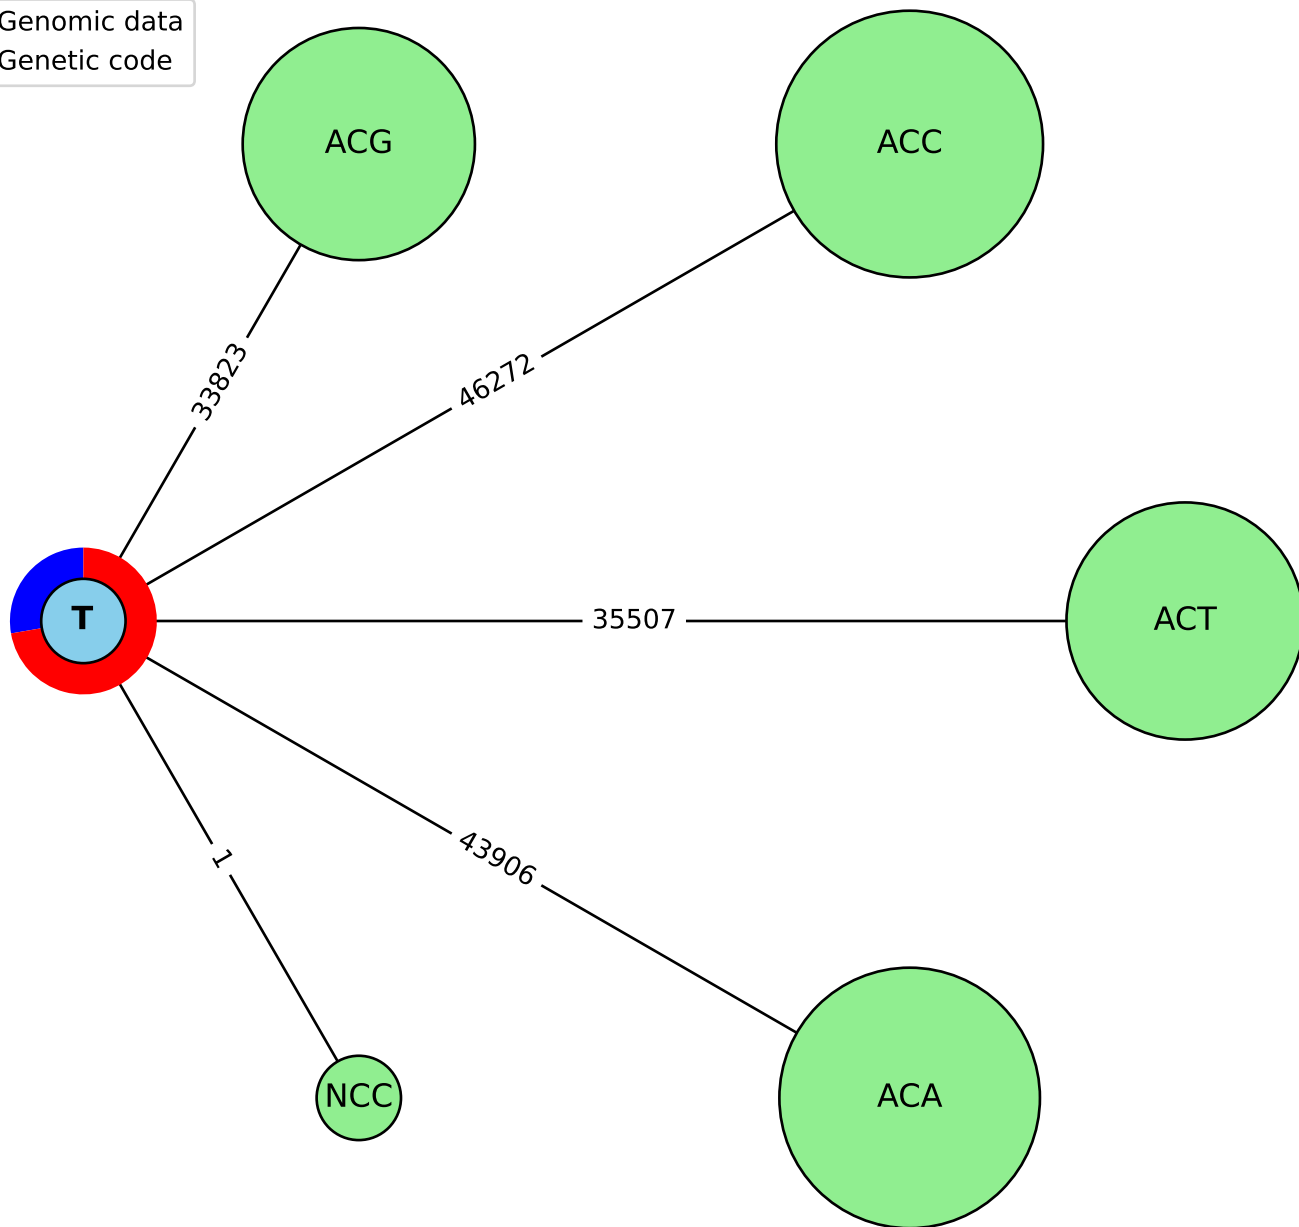 Genomic data
Genetic code
ACG
ACC
33823
46272
T
35507
ACT
1
43906
NCC
ACA